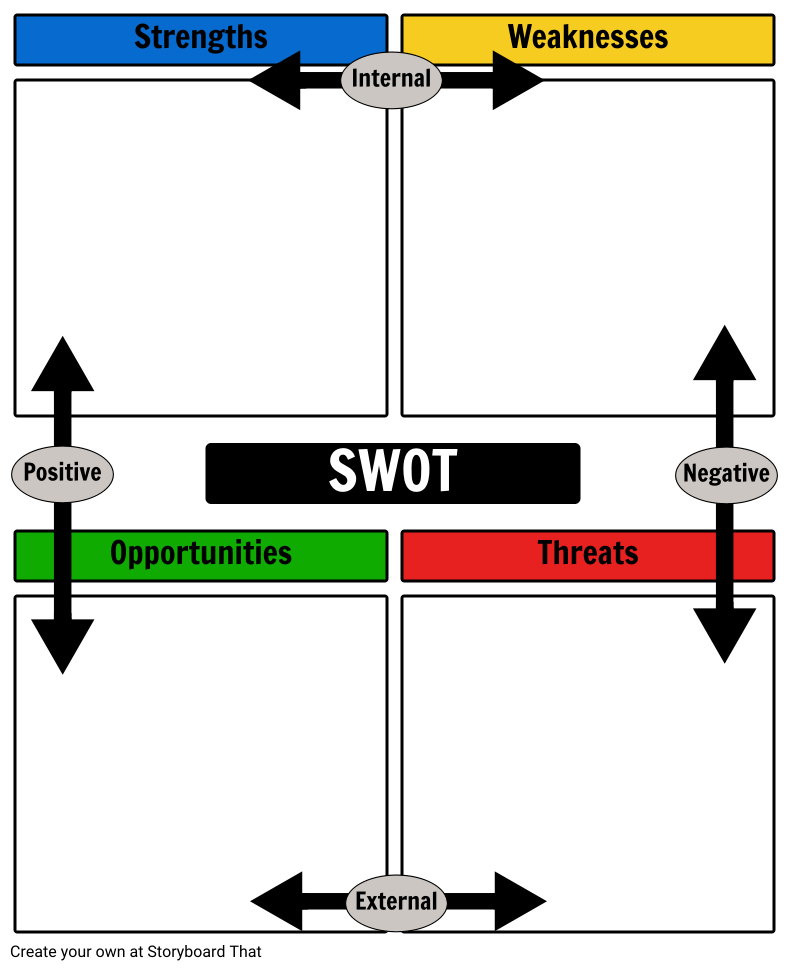 Strengths
Weaknesses
Internal
Positive
SWOT
Negative
Opportunities
Threats
External
Create your own at Storyboard That